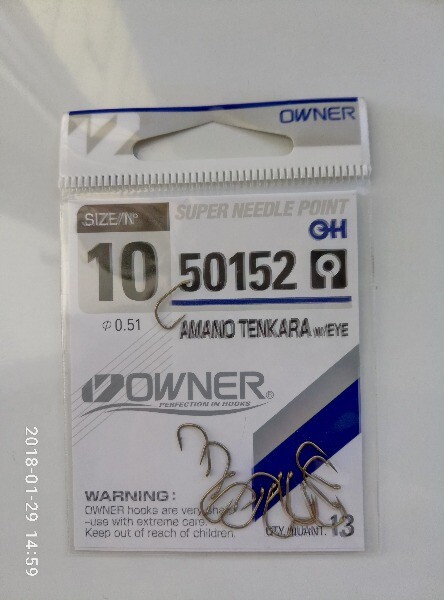 OWNER
SIZE/Nº
SUPER NEEDLE POINT
OH
10
50152
Φ 0.51
AMANO TENKARA W/EYE
OWNER®
PERFECTION IN HOOKS
WARNING:
OWNER hooks are very
-use with extreme care.
Keep out of reach of children.
QTY./QUANT. 13
2018-01-29 14:59